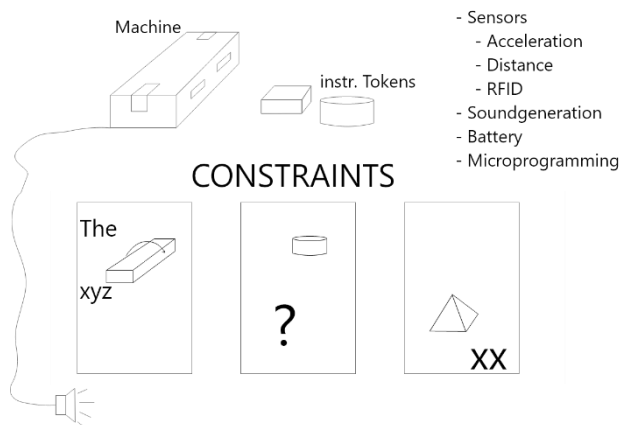 Machine
instr. Tokens
- Sensors
- Acceleration
- Distance
- RFID
- Soundgeneration
- Battery
- Microprogramming
CONSTRAINTS
The
xyz
?
XX